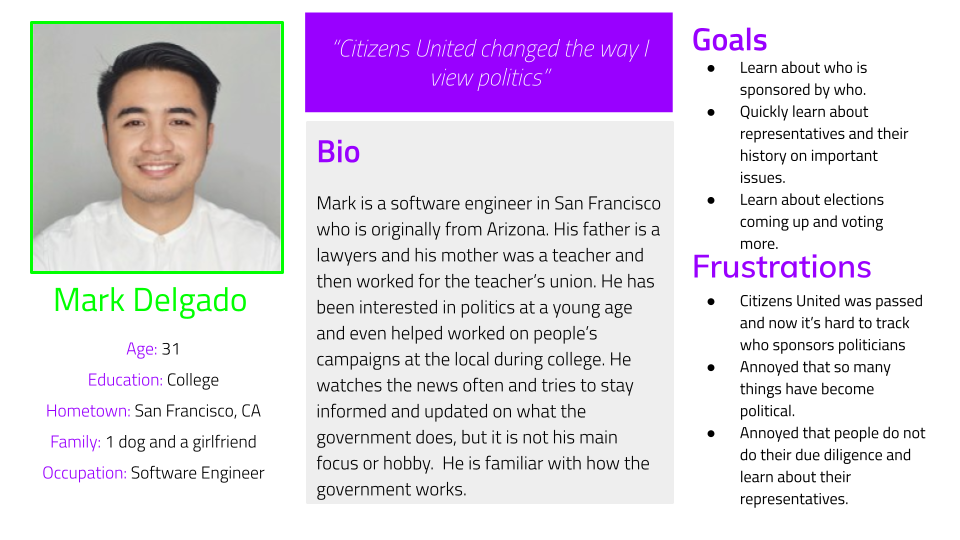 Mark Delgado
Age: 31
Education: College
Hometown: San Francisco, CA
Family: 1 dog and a girlfriend
Occupation: Software Engineer
“Citizens United changed the way I
view politics”
Bio
Mark is a software engineer in San Francisco
who is originally from Arizona. His father is a
lawyers and his mother was a teacher and
then worked for the teacher’s union. He has
been interested in politics at a young age
and even helped worked on people’s
campaigns at the local during college. He
watches the news often and tries to stay
informed and updated on what the
government does, but it is not his main
focus or hobby.  He is familiar with how the
government works.
Goals
● Learn about who is
sponsored by who.
● Quickly learn about
representatives and their
history on important
issues.
● Learn about elections
coming up and voting
more.
Frustrations
● Citizens United was passed
and now it’s hard to track
who sponsors politicians
● Annoyed that so many
things have become
political.
● Annoyed that people do not
do their due diligence and
learn about their
representatives.